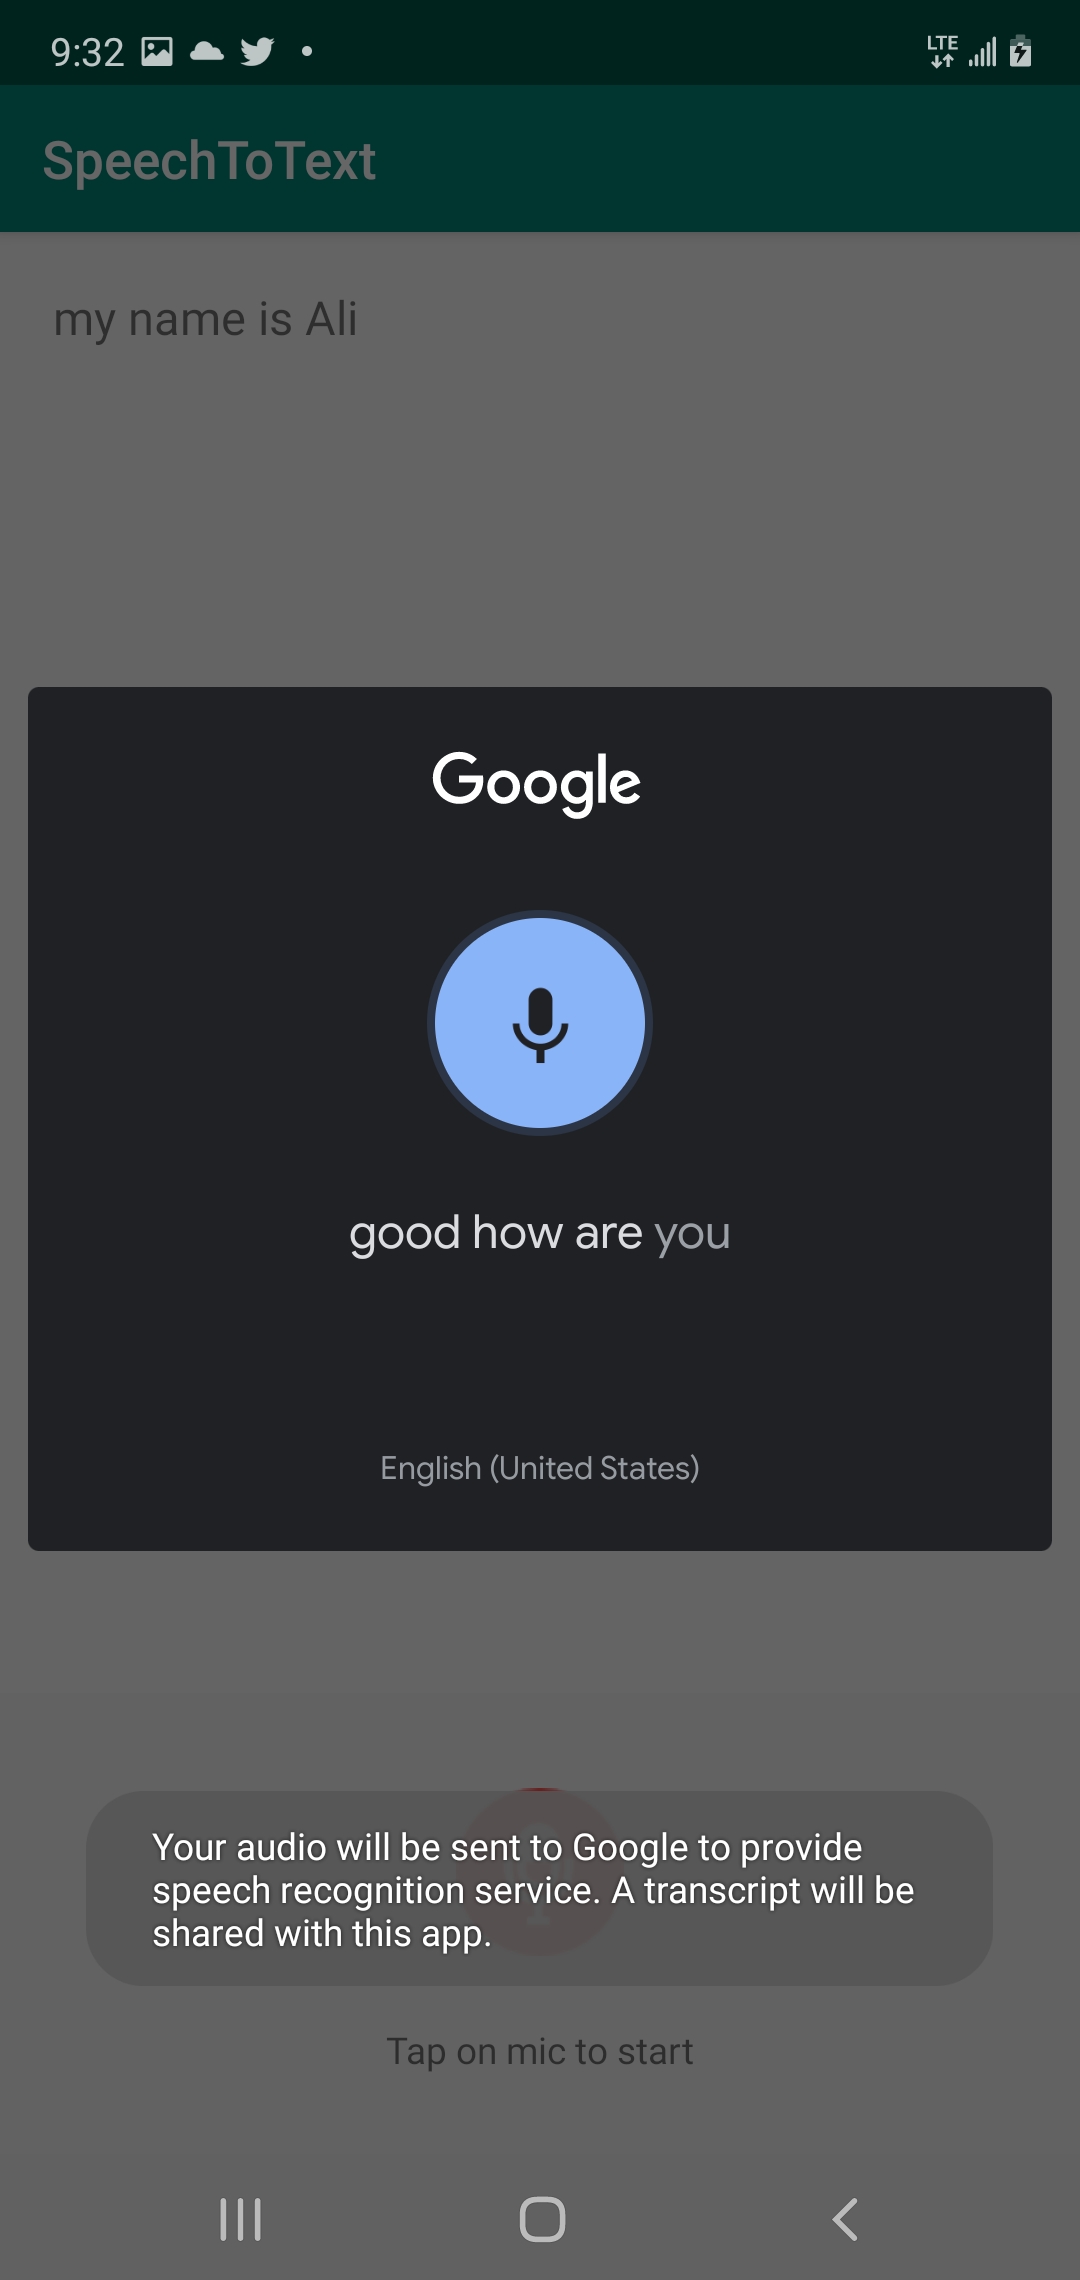 9:32
LTE
SpeechToText
my name is Ali
Google
good how are you
English (United States)
Your audio will be sent to Google to provide
speech recognition service. A transcript will be
shared with this app.
Tap on mic to start